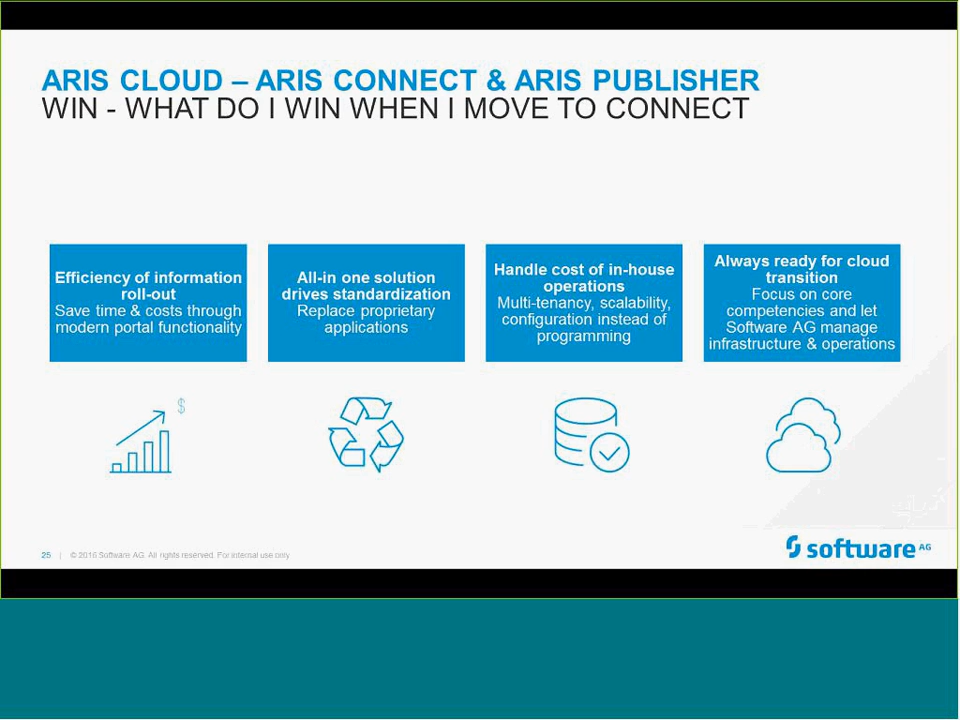 ARIS CLOUD – ARIS CONNECT & ARIS PUBLISHER
WIN - WHAT DO I WIN WHEN I MOVE TO CONNECT
Efficiency of information
roll-out
Save time & costs through
modern portal functionality
All-in one solution
drives standardization
Replace proprietary
applications
Handle cost of in-house
operations
Multi-tenancy, scalability,
configuration instead of
programming
Always ready for cloud
transition
Focus on core
competencies and let
Software AG manage
infrastructure & operations
$
25 | © 2016 Software AG. All rights reserved. For internal use only
software AG